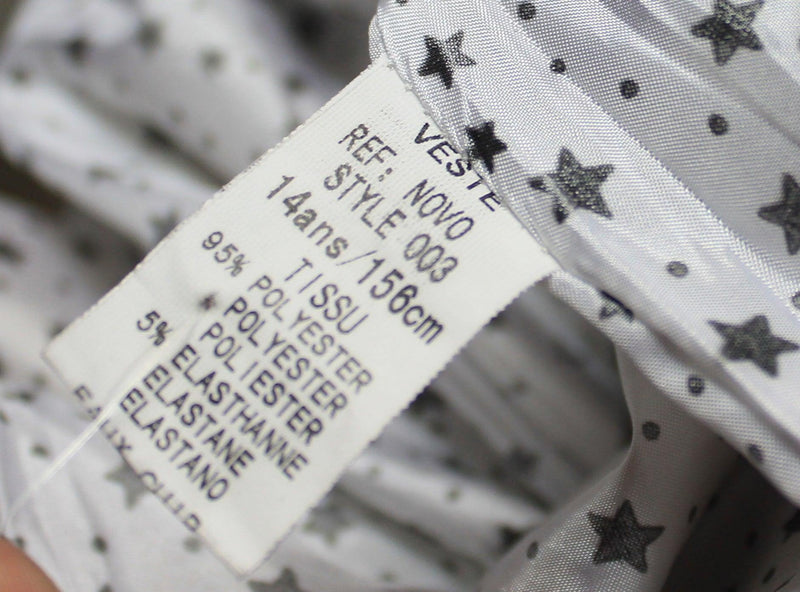 VESTE
REF: NOVO
STYLE 003
14ans/156cm
TISSU
95% POLYESTER
POLYESTER
POLIESTER
5% ELASTHANNE
ELASTANE
ELASTANO